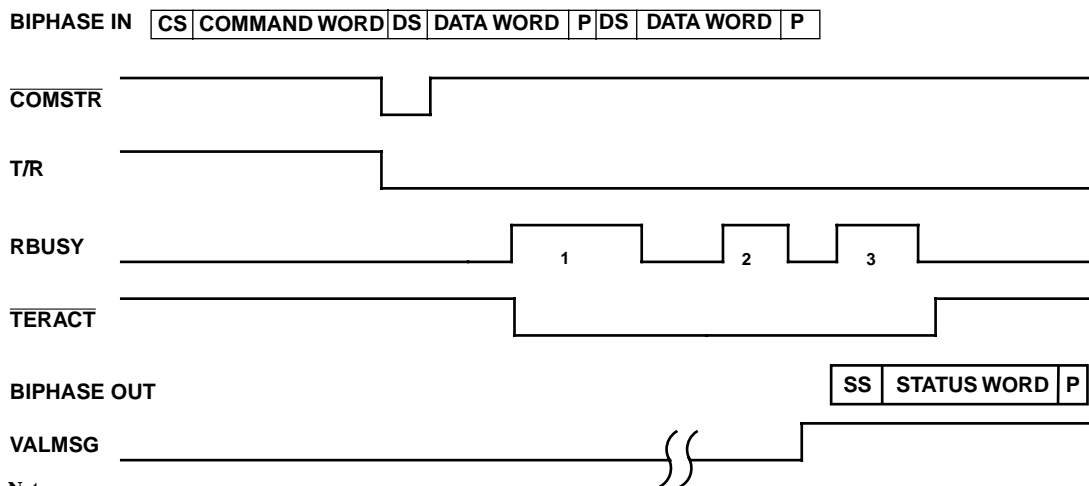 BIPHASE IN CS COMMAND WORD DS DATA WORD P DS DATA WORD P
COMSTR
T/R
RBUSY 1 2 3
TERACT
BIPHASE OUT SS STATUS WORD P
VALMSG